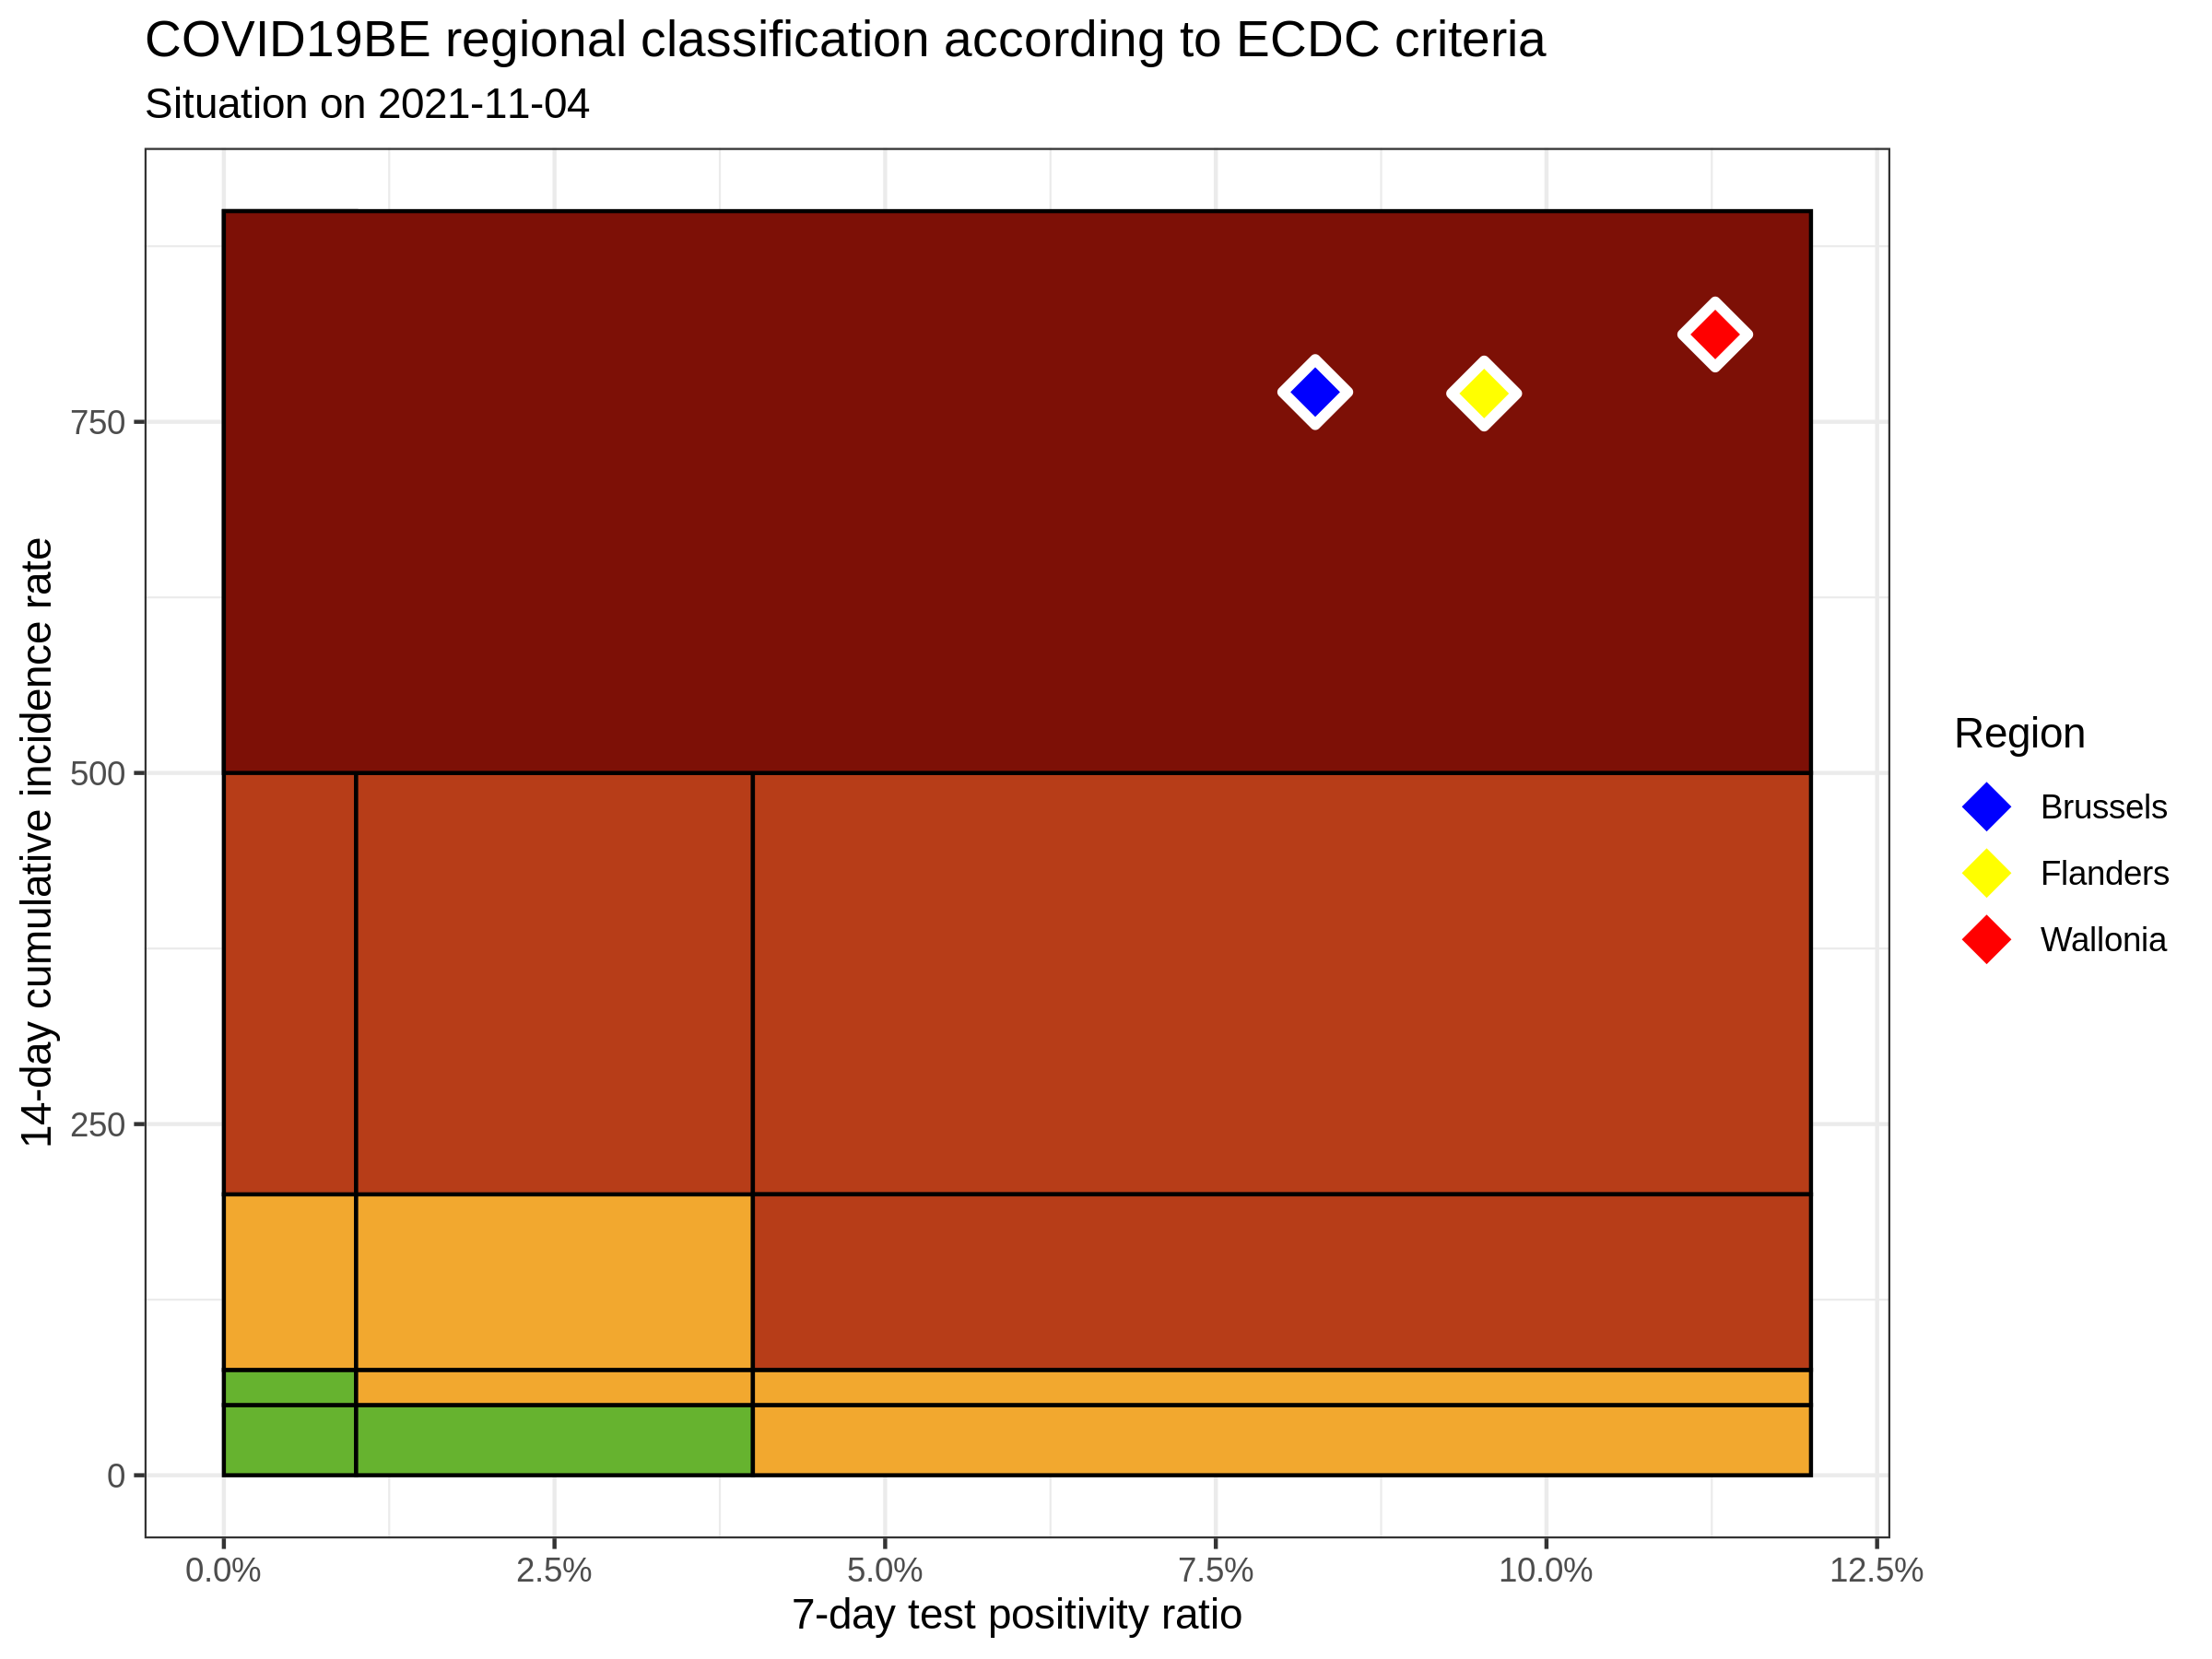 COVID19BE regional classification according to ECDC criteria
Situation on 2021-11-04
14-day cumulative incidence rate
750
500
250
0
0.0% 2.5% 5.0% 7.5% 10.0% 12.5%
7-day test positivity ratio
Region
Brussels
Flanders
Wallonia